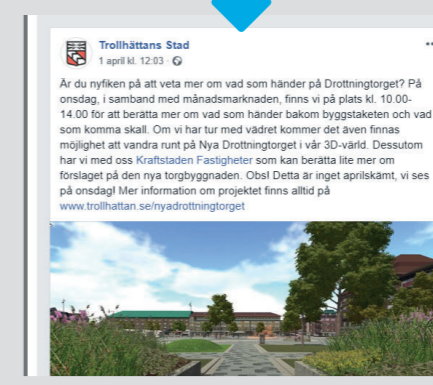 Trollhättans Stad
1 april kl. 12:03 ·
Är du nyfiken på att veta mer om vad som händer på Drottningtorget? På
onsdag, i samband med månadsmarknaden, finns vi på plats kl. 10.00-
14.00 för att berätta mer om vad som händer bakom byggstaketen och vad
som komma skall. Om vi har tur med vädret kommer det även finnas
möjlighet att vandra runt på Nya Drottningtorget i vår 3D-värld. Dessutom
har vi med oss Kraftstaden Fastigheter som kan berätta lite mer om
förslaget på den nya torgbyggnaden. Obs! Detta är inget aprilskämt, vi ses
på onsdag! Mer information om projektet finns alltid på
www.trollhattan.se/nyadrottningtorget